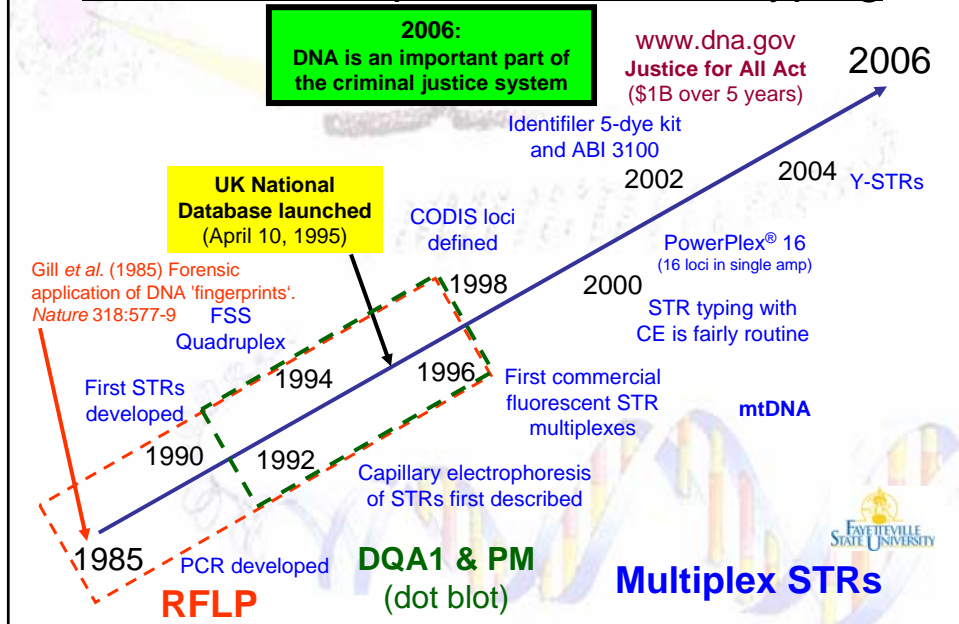 2006:
DNA is an important part of
the criminal justice system
www.dna.gov
Justice for All Act
($1B over 5 years)
2006
Identifiler 5-dye kit
and ABI 3100
2002
2004
Y-STRs
UK National
Database launched
(April 10, 1995)
CODIS loci
defined
PowerPlex® 16
(16 loci in single amp)
Gill et al. (1985) Forensic
application of DNA 'fingerprints‘.
Nature 318:577-9
1998
2000
FSS
Quadruplex
STR typing with
CE is fairly routine
1994
1996
First STRs
developed
First commercial
fluorescent STR
multiplexes
mtDNA
1990
1992
Capillary electrophoresis
of STRs first described
FAYETTEVILLE
STATE UNIVERSITY
1985
PCR developed
DQA1 & PM
(dot blot)
Multiplex STRs
RFLP